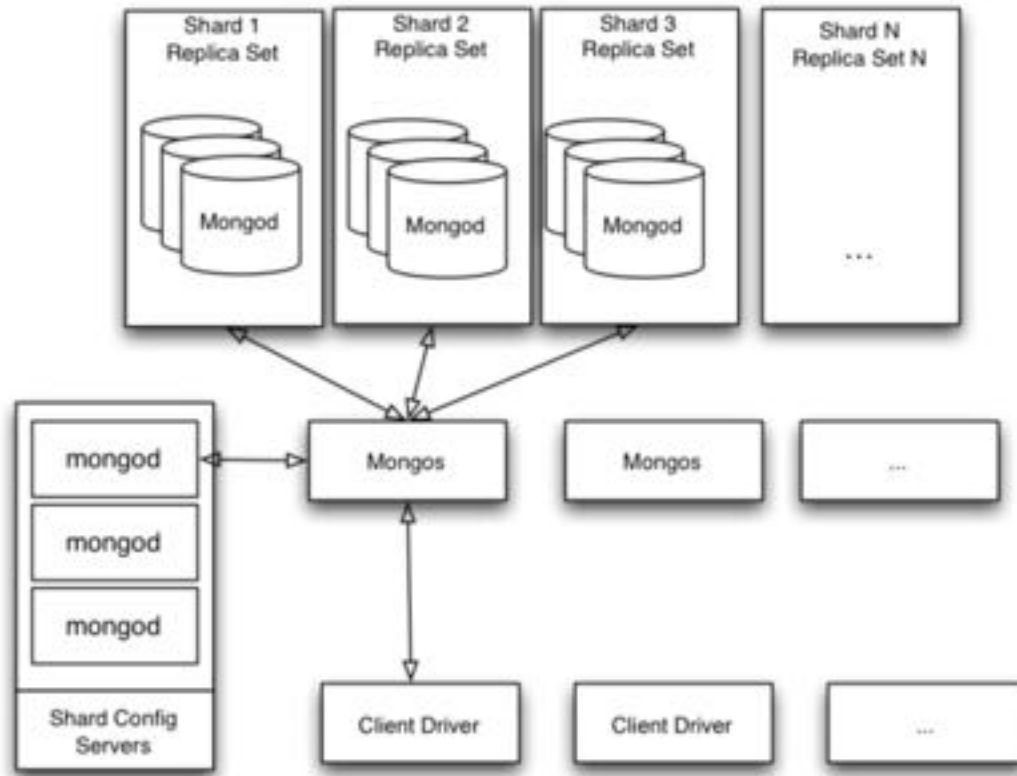 Shard 1
Replica Set
Shard 2
Replica Set
Shard 3
Replica Set
Shard N
Replica Set N
Mongod
Mongod
Mongod
...
mongod
mongod
mongod
Shard Config
Servers
Mongos
Mongos
...
Client Driver
Client Driver
...